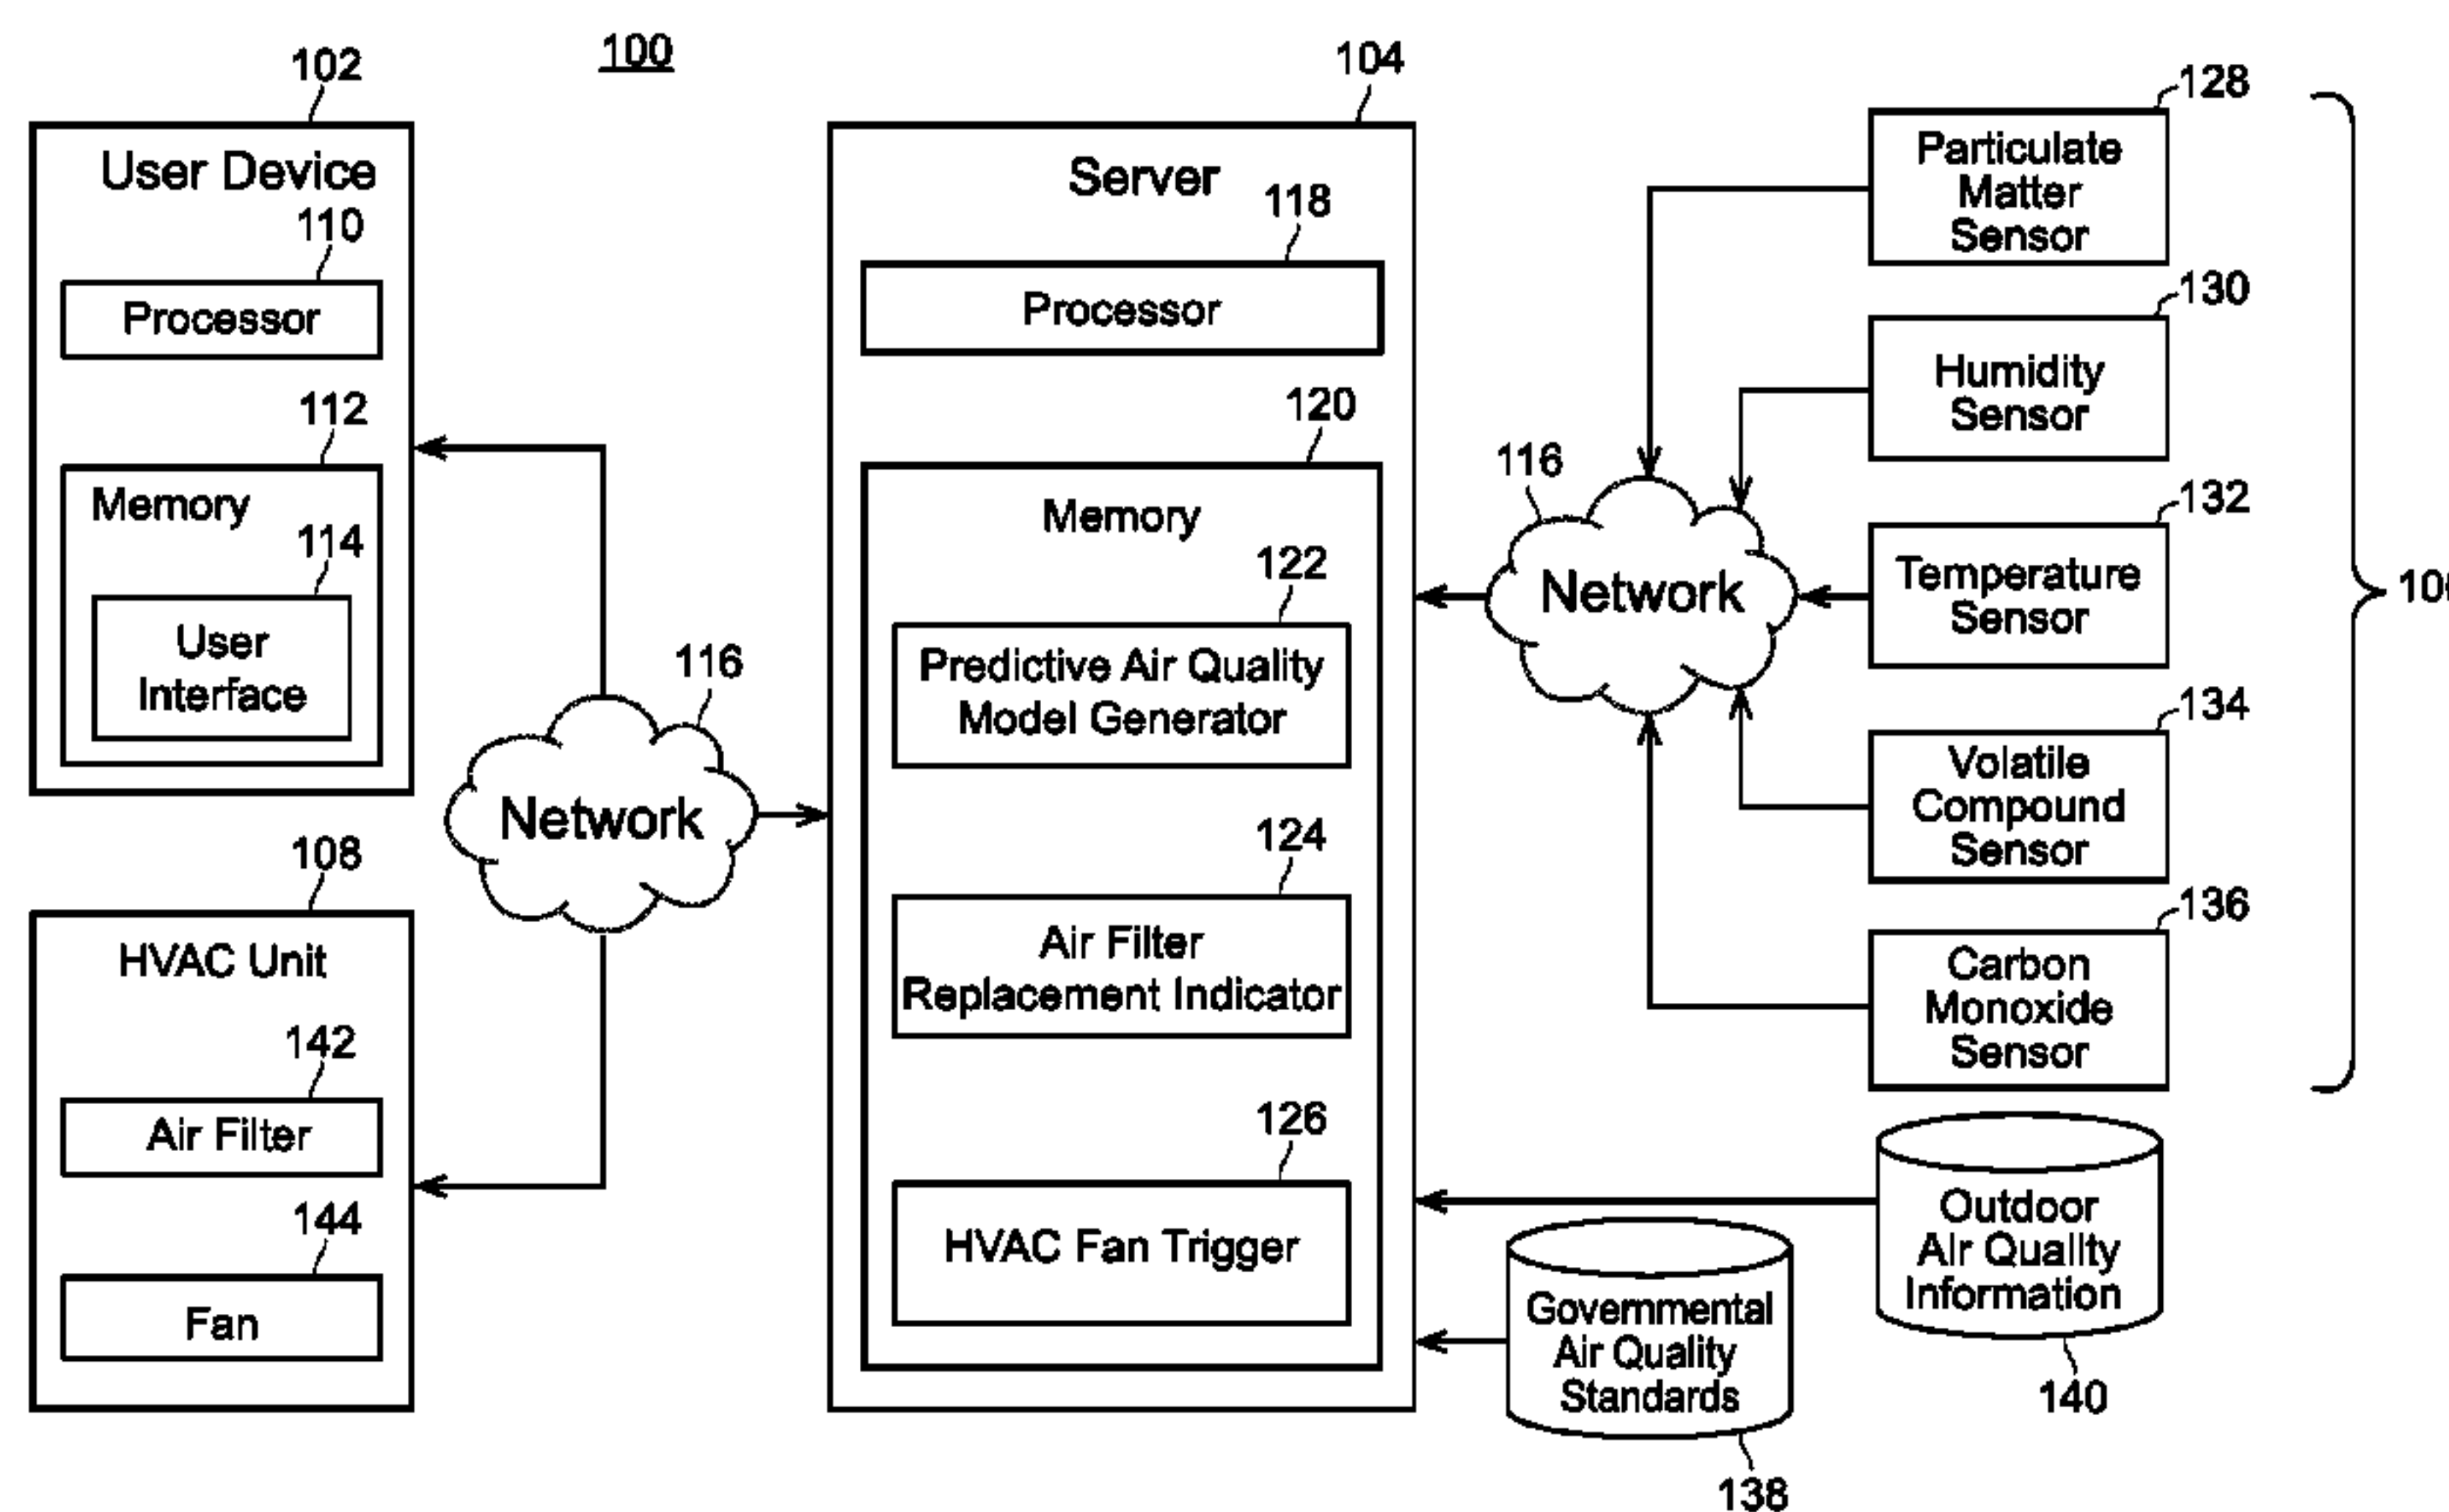 100
102
User Device
110
Processor
112
Memory
114
User
Interface
108
HVAC Unit
142
Air Filter
144
Fan
116
Network
104
Server
118
Processor
120
Memory
122
Predictive Air Quality
Model Generator
124
Air Filter
Replacement Indicator
126
HVAC Fan Trigger
116
Network
128
Particulate
Matter
Sensor
130
Humidity
Sensor
132
Temperature
Sensor
134
Volatile
Compound
Sensor
136
Carbon
Monoxide
Sensor
Outdoor
Air Quality
Information
140
Governmental
Air Quality
Standards
138